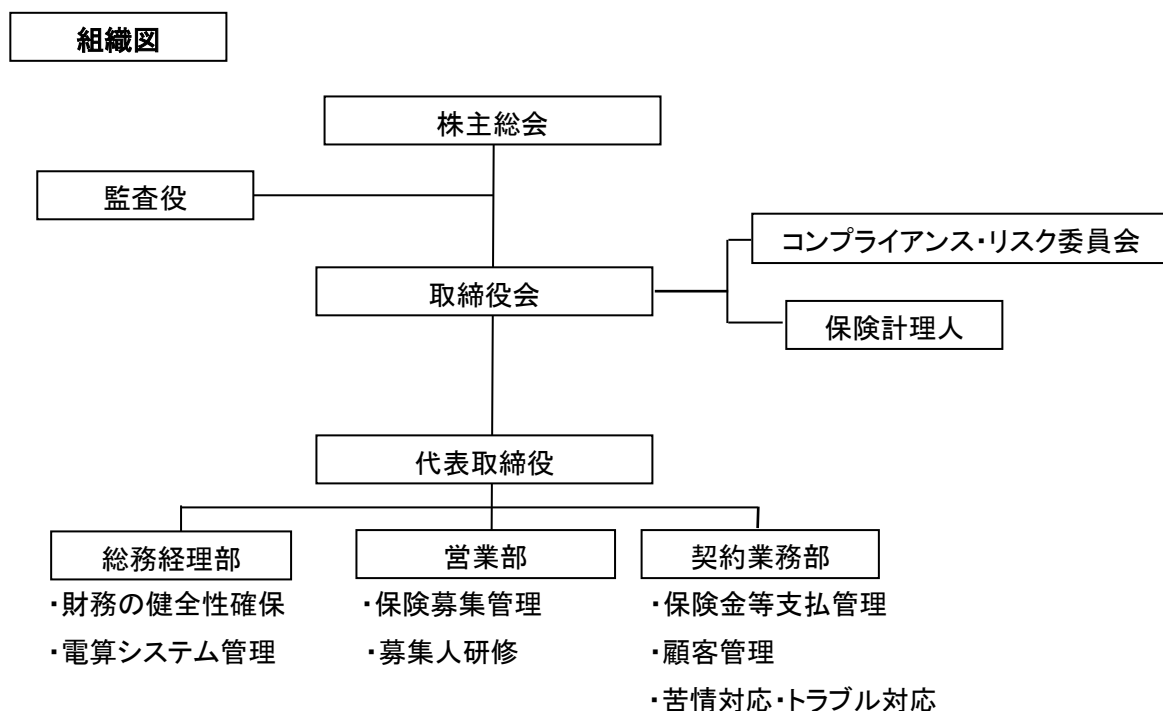 組織図
株主総会
監査役
コンプライアンス・リスク委員会
取締役会
保険計理人
代表取締役
総務経理部
営業部
契約業務部
・財務の健全性確保
・保険募集管理
・保険金等支払管理
・電算システム管理
・募集人研修
・顧客管理
・苦情対応・トラブル対応